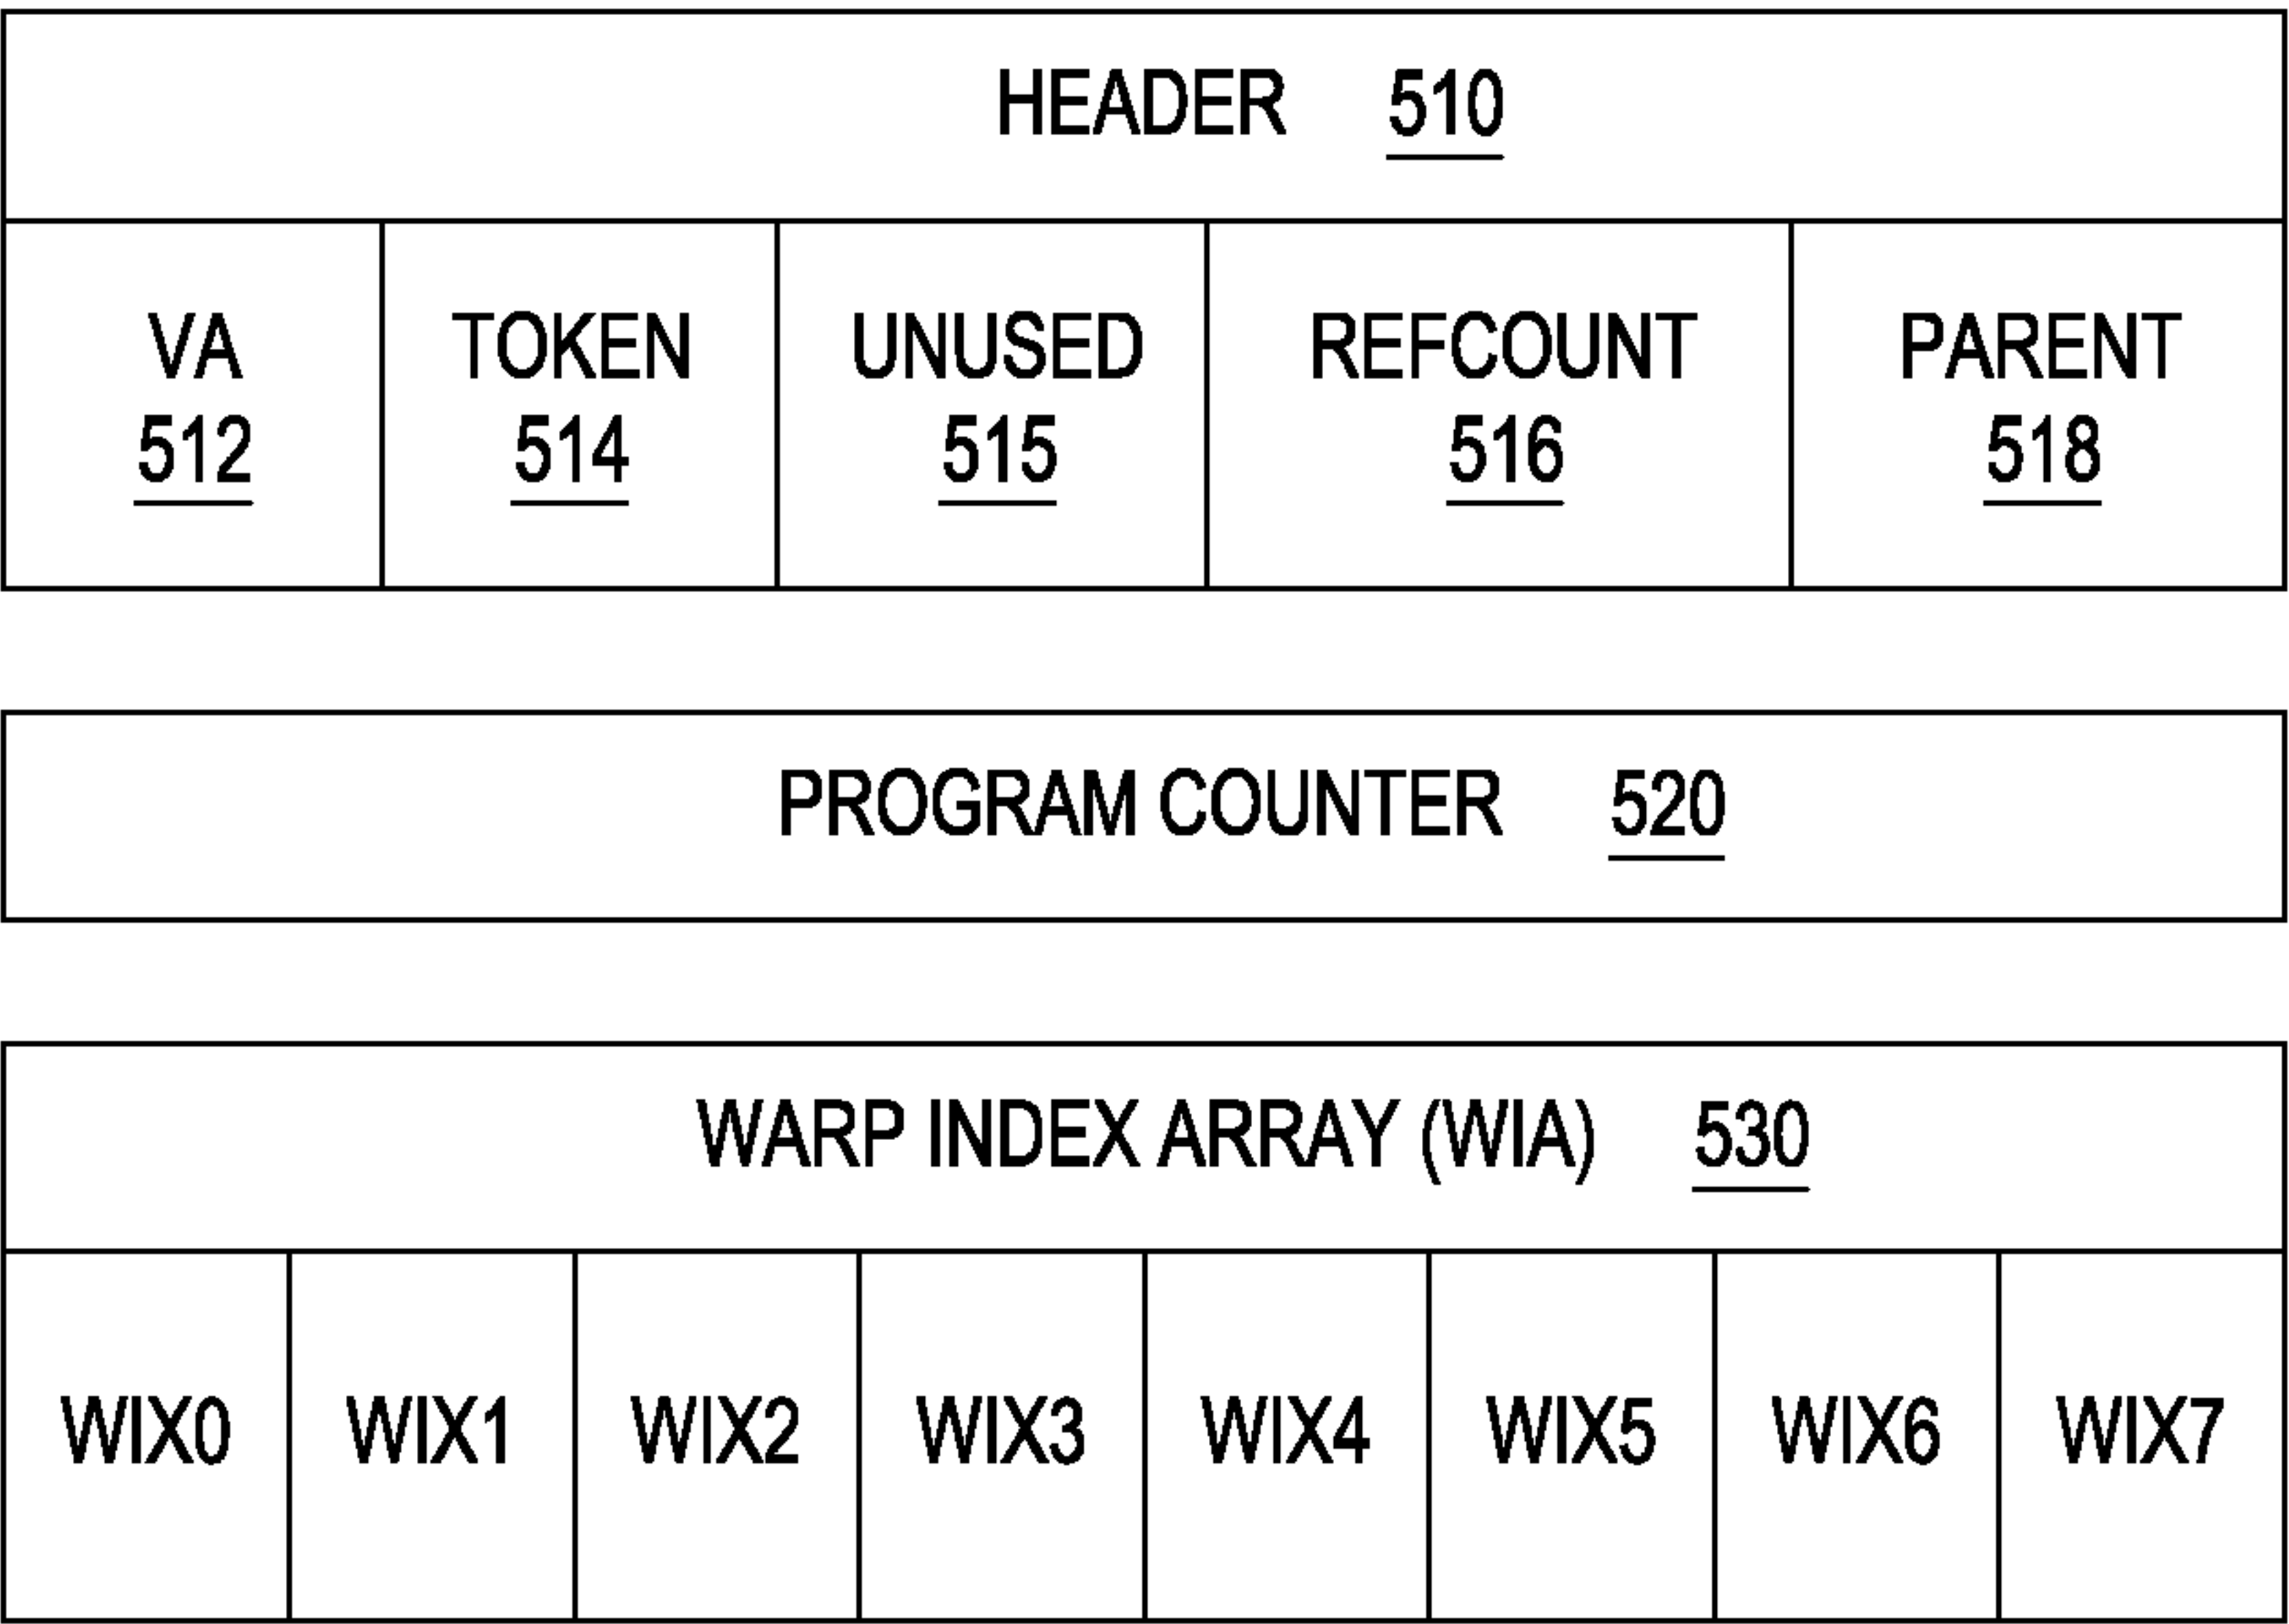 HEADER 510
VA TOKEN UNUSED REFCOUNT PARENT
512 514 515 516 518
PROGRAM COUNTER 520
WARP INDEX ARRAY (WIA) 530
WIX0 WIX1 WIX2 WIX3 WIX4 WIX5 WIX6 WIX7